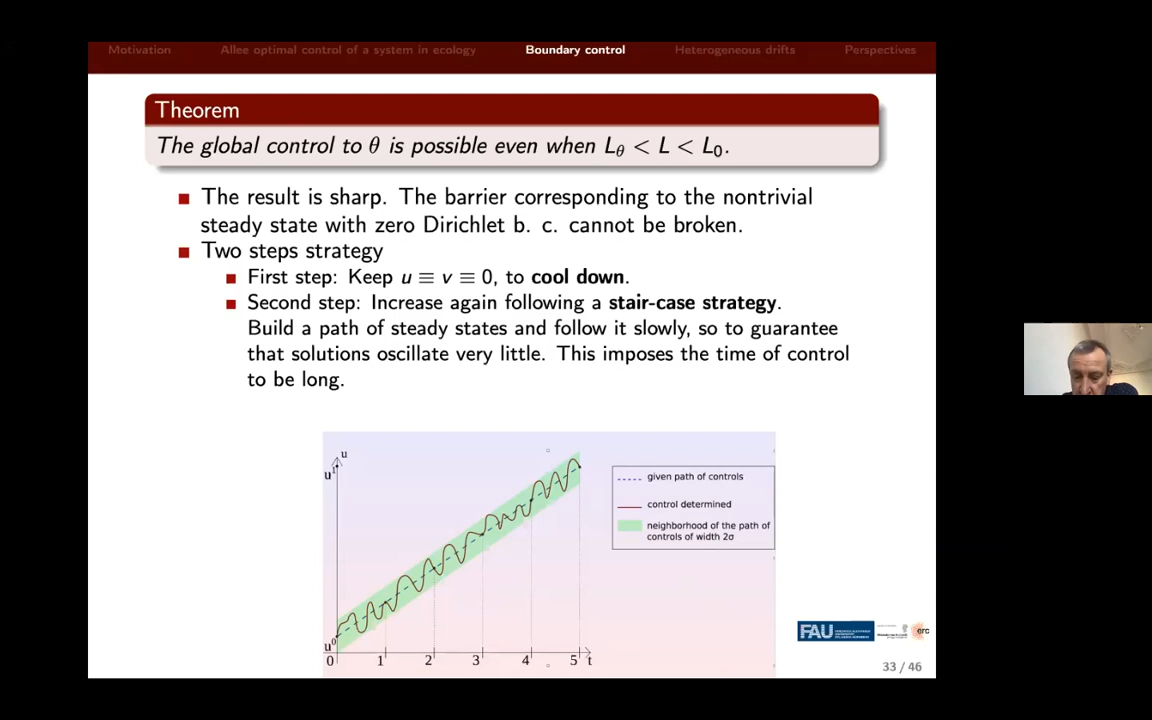 Motivation Allee optimal control of a system in ecology Boundary control Heterogeneous drifts Perspectives
Theorem
The global control to θ is possible even when Lθ < L < L0.
The result is sharp. The barrier corresponding to the nontrivial
steady state with zero Dirichlet b. c. cannot be broken.
Two steps strategy
First step: Keep u ≡ v ≡ 0, to cool down.
Second step: Increase again following a stair-case strategy.
Build a path of steady states and follow it slowly, so to guarantee
that solutions oscillate very little. This imposes the time of control
to be long.
u
u1
u0
0 1 2 3 4 5 t
given path of controls
control determined
neighborhood of the path of
controls of width 2σ
FAU
erc
33 / 46